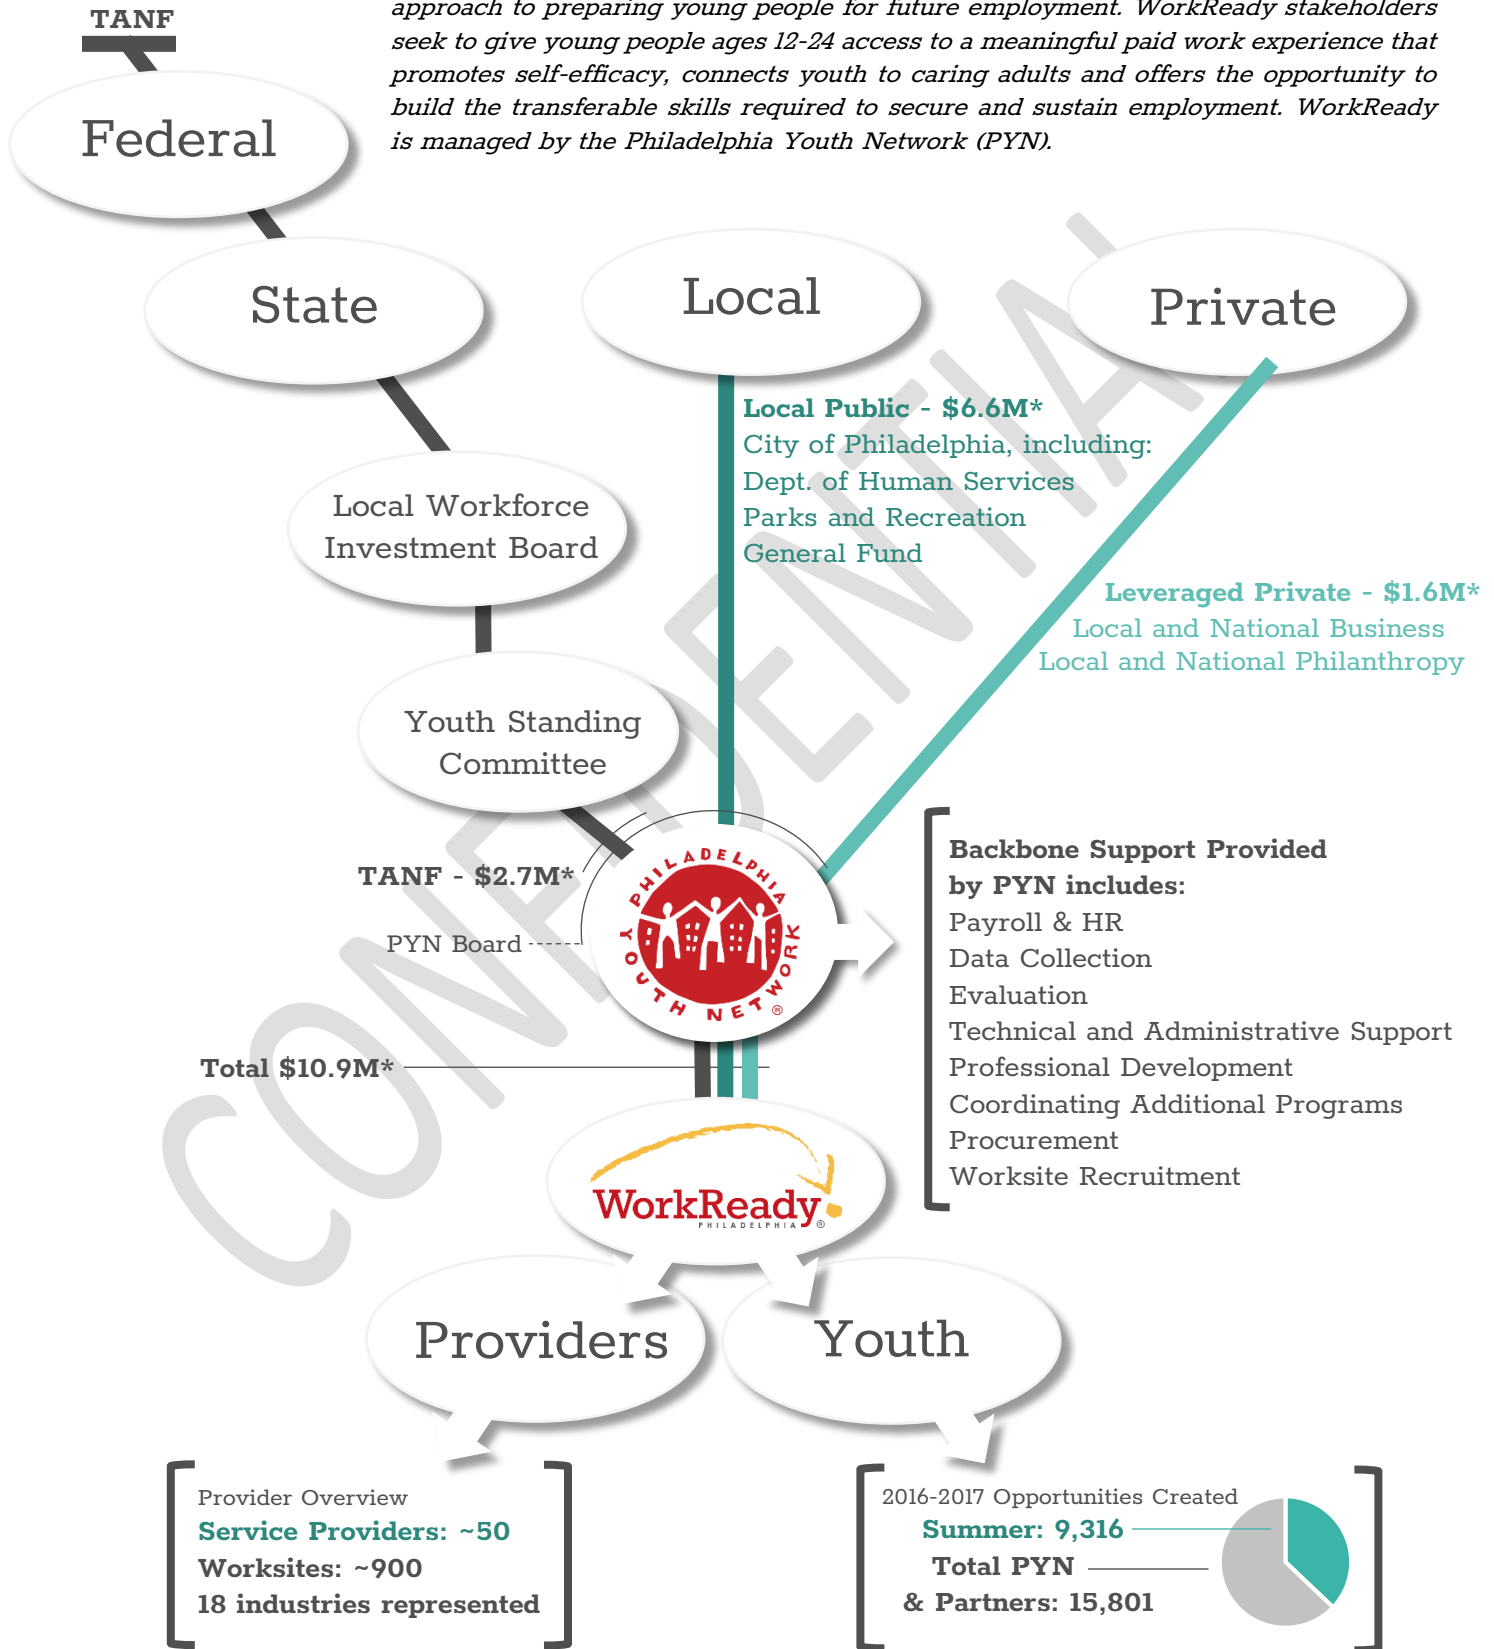 TANF
approach to preparing young people for future employment. WorkReady stakeholders
seek to give young people ages 12-24 access to a meaningful paid work experience that
promotes self-efficacy, connects youth to caring adults and offers the opportunity to
build the transferable skills required to secure and sustain employment. WorkReady
is managed by the Philadelphia Youth Network (PYN).
Federal
State
Local
Private
Local Public - $6.6M*
City of Philadelphia, including:
Dept. of Human Services
Parks and Recreation
General Fund
Local Workforce
Investment Board
Leveraged Private - $1.6M*
Local and National Business
Local and National Philanthropy
Youth Standing
Committee
TANF - $2.7M*
PYN Board
PHILADELPHIA
YOUTH NETWORK ®
Backbone Support Provided
by PYN includes:
Payroll & HR
Data Collection
Evaluation
Technical and Administrative Support
Professional Development
Coordinating Additional Programs
Procurement
Worksite Recruitment
Total $10.9M*
WorkReady
PHILADELPHIA ®
Providers
Youth
Provider Overview
Service Providers: ~50
Worksites: ~900
18 industries represented
2016-2017 Opportunities Created
Summer: 9,316
Total PYN
& Partners: 15,801
CONFIDENTIAL